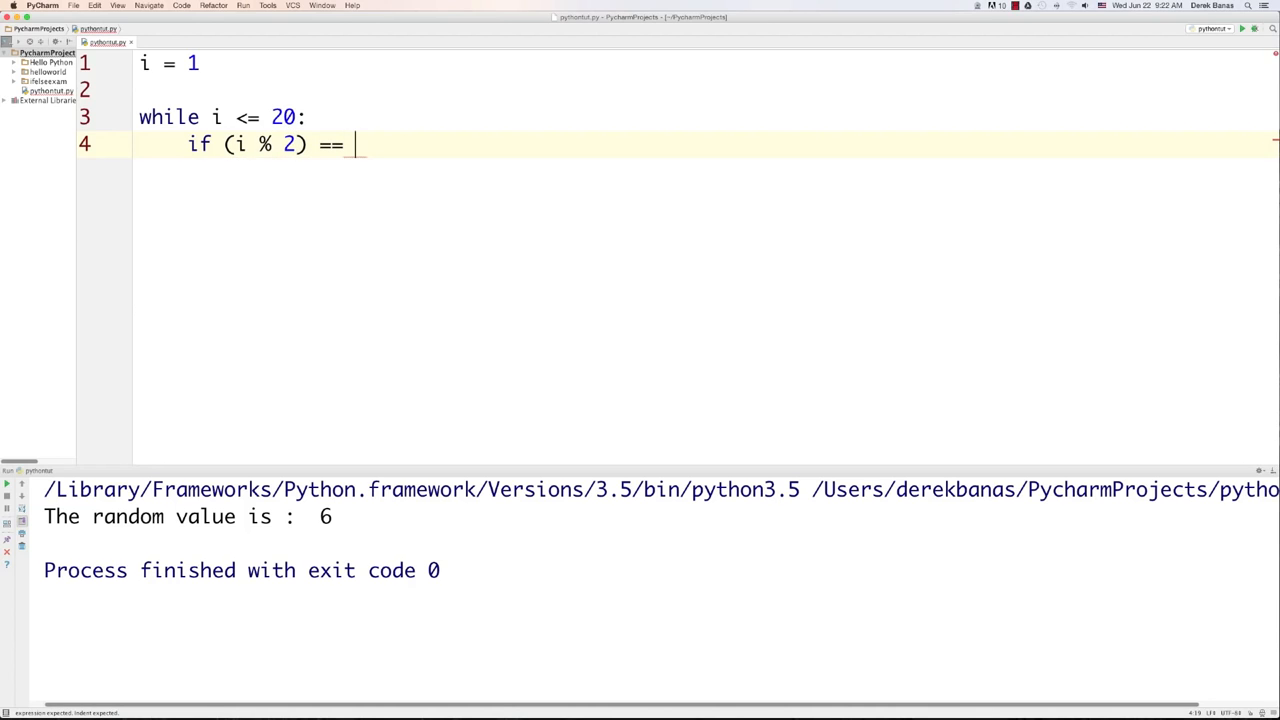 PyCharm File Edit View Navigate Code Refactor Run Tools VCS Window Help 10 Wed Jun 22 9:22 AM Derek Banas
pythontut.py - PycharmProjects - [~/PycharmProjects]
PycharmProjects pythontut.py pythontut
pythontut.py ×
PycharmProject
Hello Python
helloworld
ifelseexam
pythontut.py
External Librarie
1 i = 1
2
3 while i <= 20:
4 if (i % 2) ==
Run pythontut
/Library/Frameworks/Python.framework/Versions/3.5/bin/python3.5 /Users/derekbanas/PycharmProjects/pytho
The random value is : 6
Process finished with exit code 0
expression expected. Indent expected. 4:19 LF UTF-8